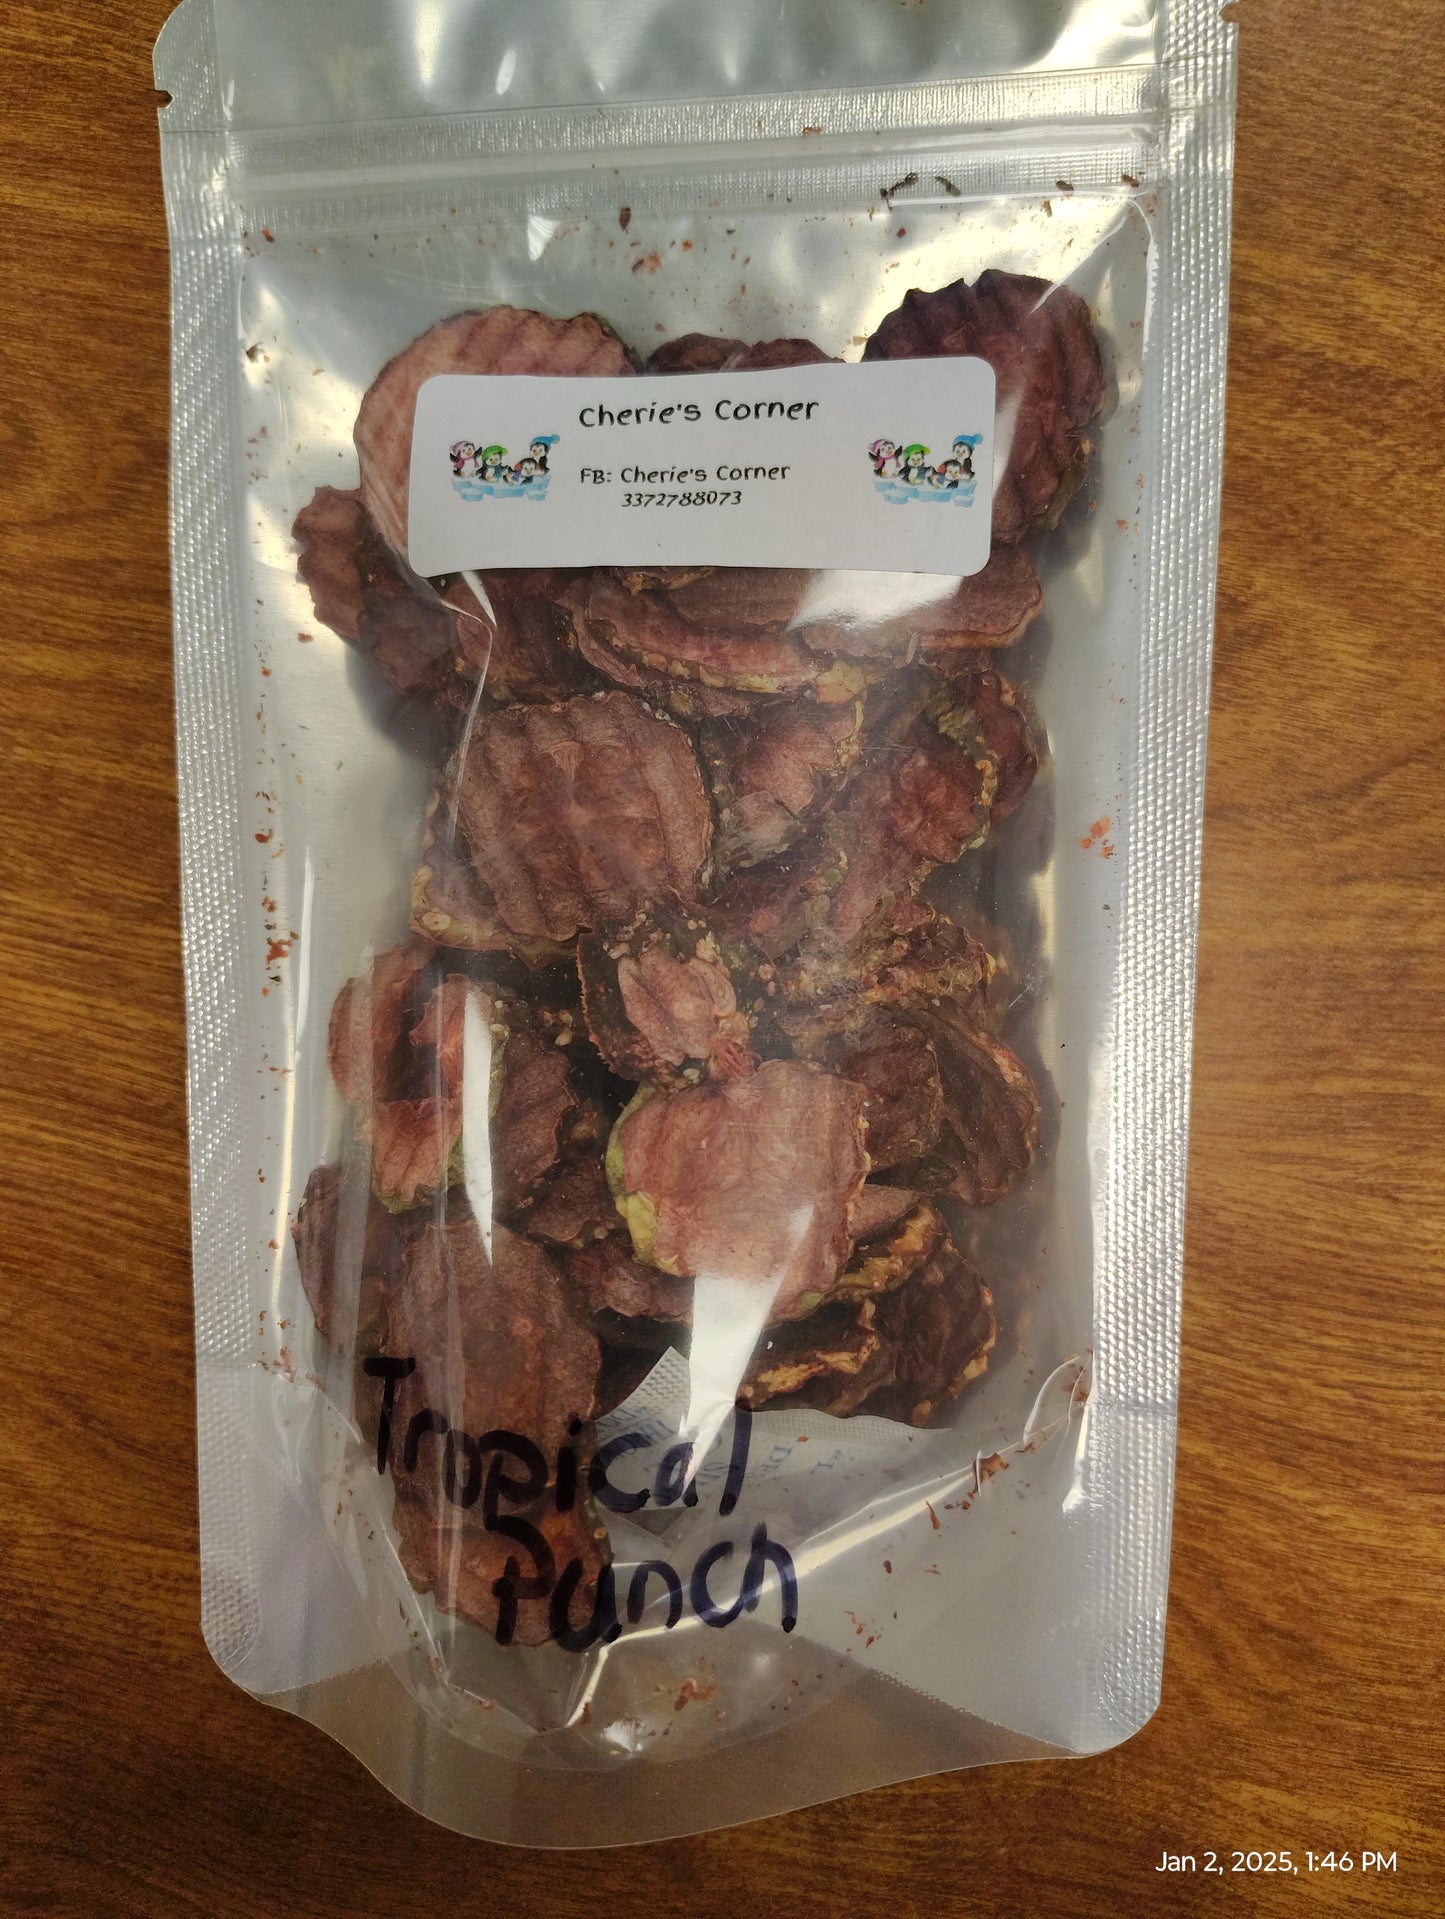 Cherie's Corner
FB: Cherie's Corner
3372788073
Tropical
Punch
Jan 2, 2025, 1:46 PM